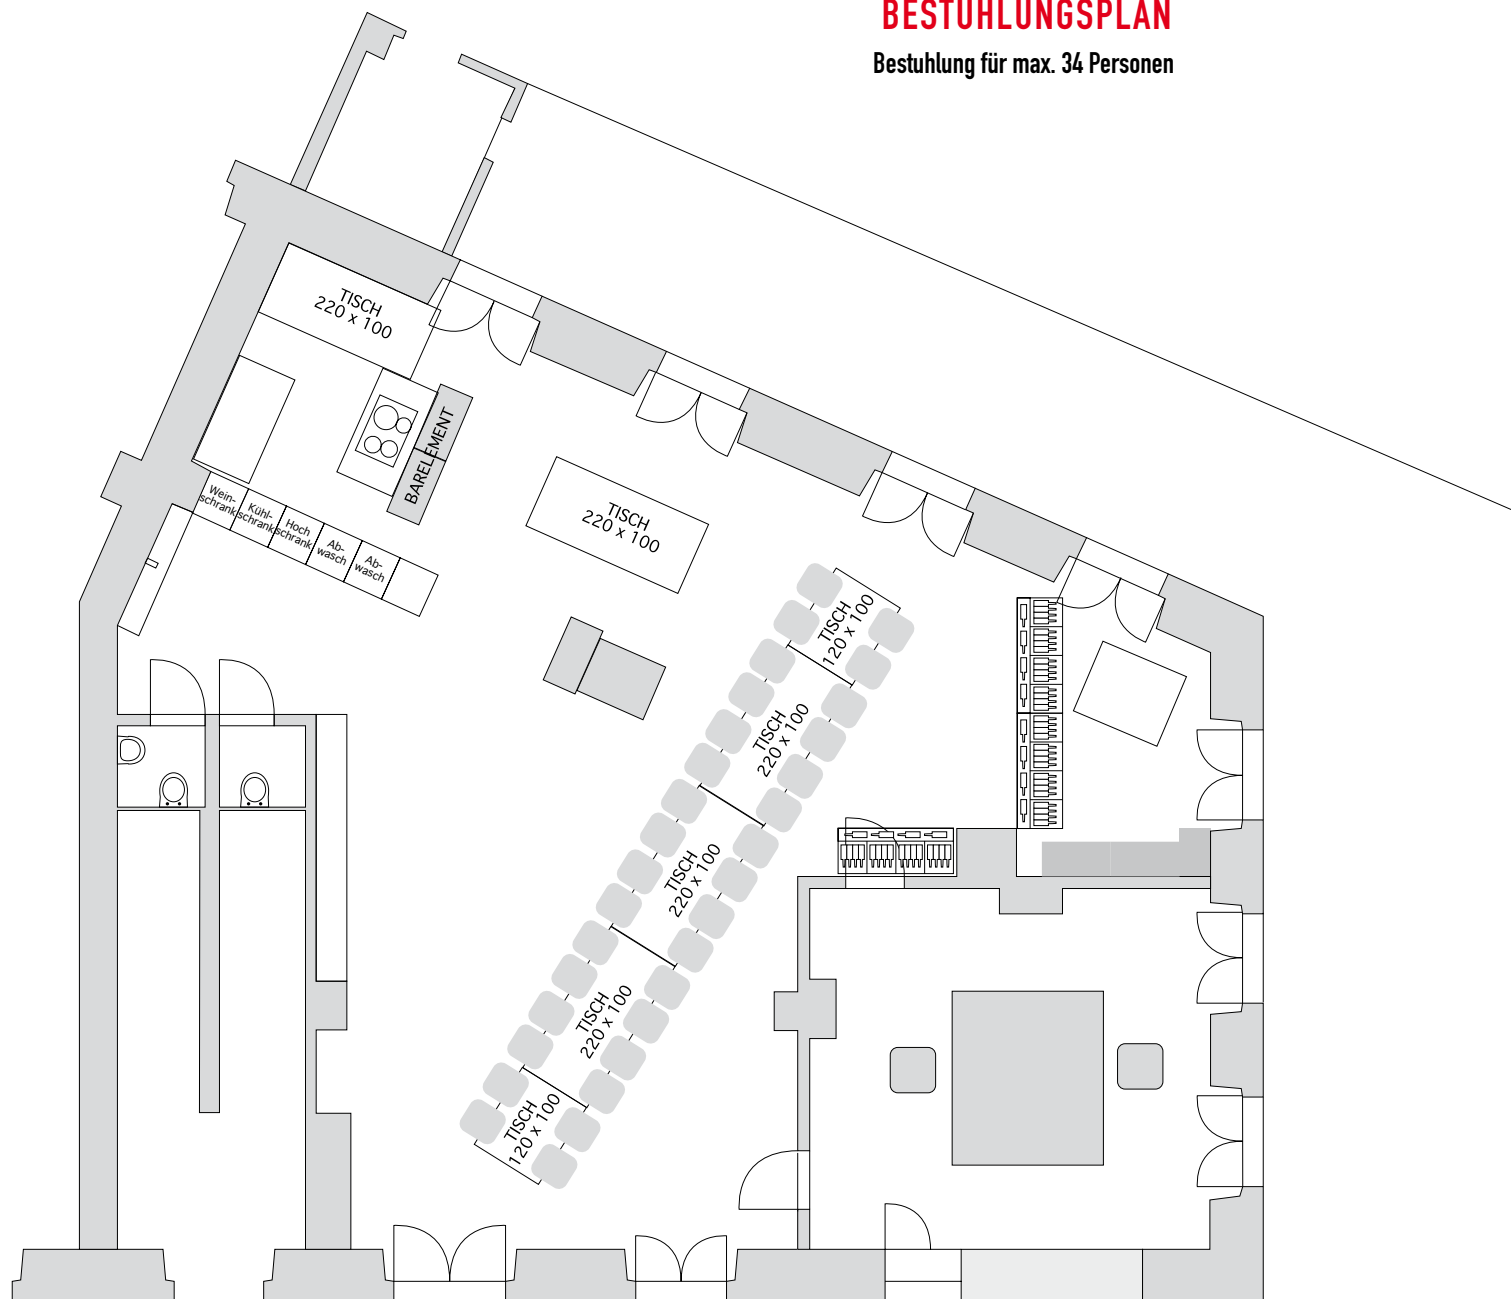 BESTUHLUNGSPLAN
Bestuhlung für max. 34 Personen
TISCH
220 x 100
BARELEMENT
Wein-
schrank
Kühl-
schrank
Hoch
schrank
Ab-
wasch
Ab-
wasch
TISCH
220 x 100
TISCH
120 x 100
TISCH
220 x 100
TISCH
220 x 100
TISCH
220 x 100
TISCH
120 x 100